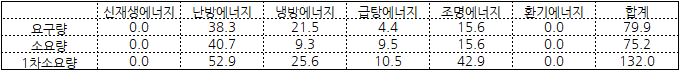 신재생에너지 난방에너지 냉방에너지 급탕에너지 조명에너지 환기에너지 합계
요구량 0.0 38.3 21.5 4.4 15.6 0.0 79.9
소요량 0.0 40.7 9.3 9.5 15.6 0.0 75.2
1차소요량 0.0 52.9 25.6 10.5 42.9 0.0 132.0